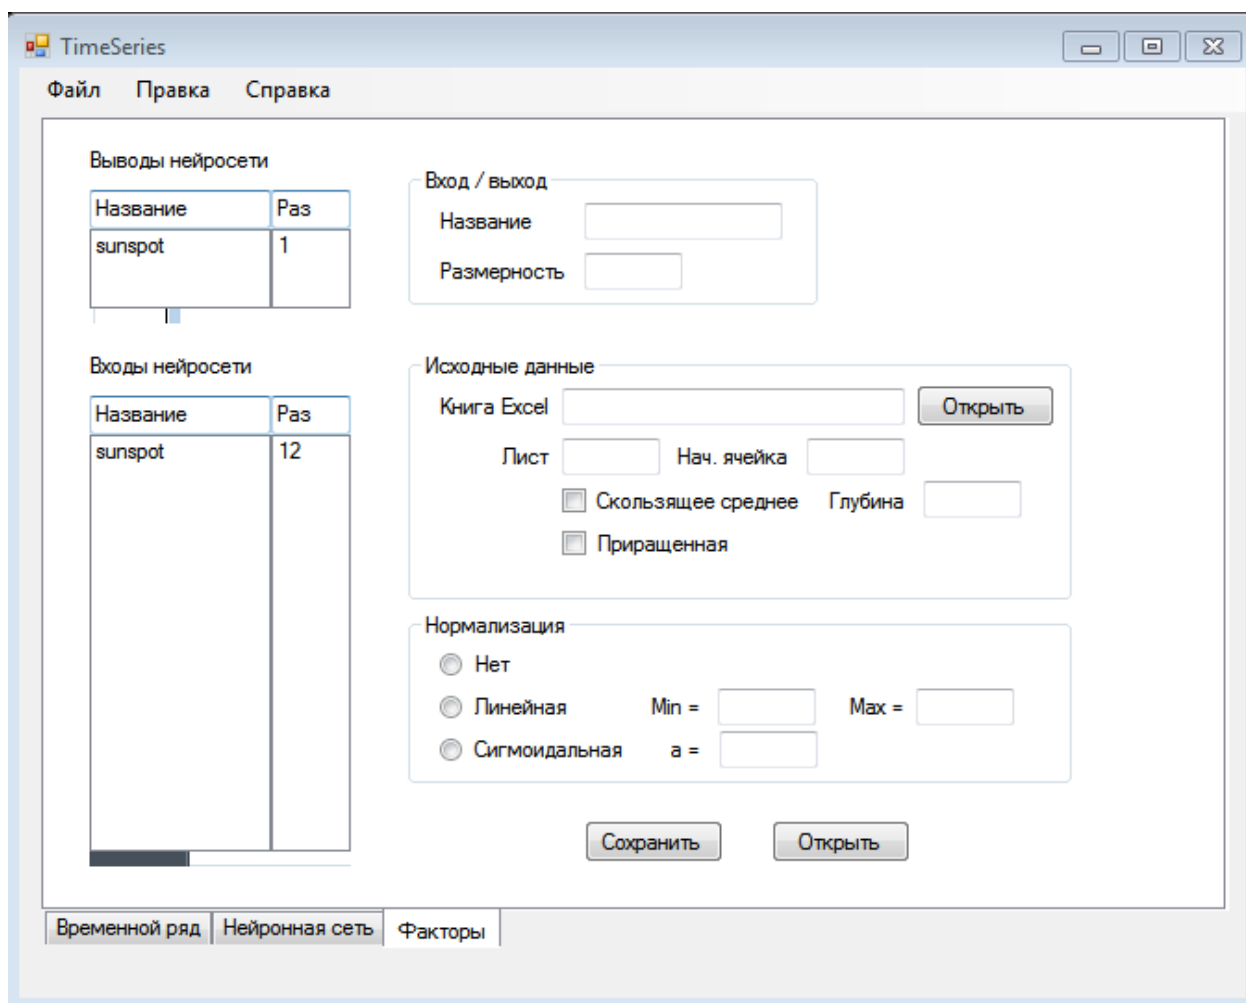 TimeSeries
Файл Правка Справка
Выводы нейросети
Название Раз
sunspot 1
Вход / выход
Название
Размерность
Входы нейросети
Название Раз
sunspot 12
Исходные данные
Книга Excel Открыть
Лист Нач. ячейка
Скользящее среднее Глубина
Приращенная
Нормализация
Нет
Линейная Min = Max =
Сигмоидальная a =
Сохранить Открыть
Временной ряд Нейронная сеть Факторы